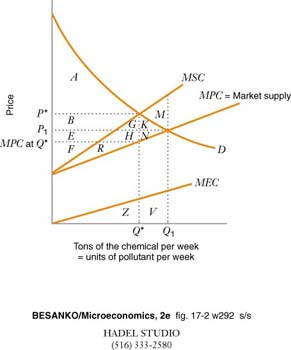 A
MSC
MPC = Market supply
Price
P*
B
G
K
M
P₁
E
H
N
MPC at Q*
F
R
D
MEC
Z
V
Q*
Q₁
Tons of the chemical per week
= units of pollutant per week
BESANKO/Microeconomics, 2e fig. 17-2 w292 s/s
HADEL STUDIO
(516) 333-2580